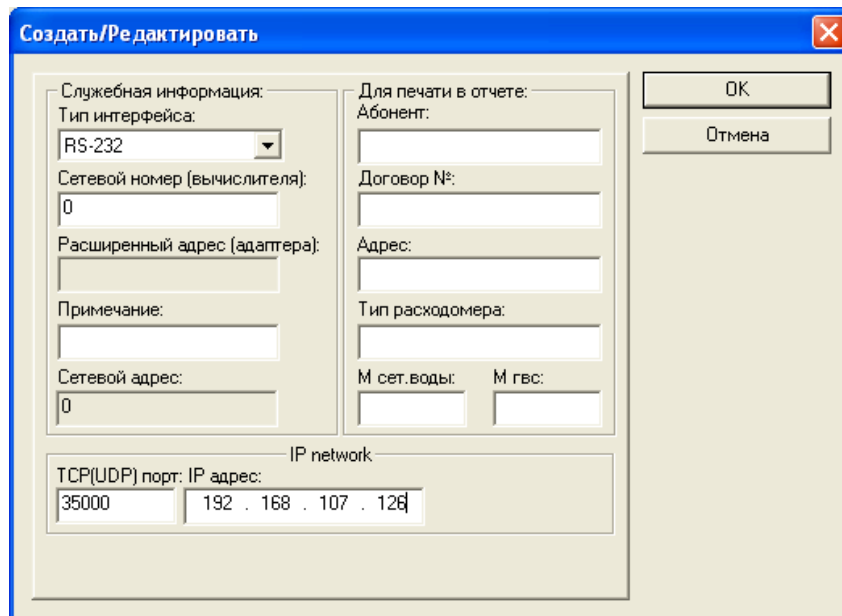 Создать/Редактировать
Служебная информация:
Тип интерфейса:
RS-232
Сетевой номер (вычислителя):
0
Расширенный адрес (адаптера):
Примечание:
Сетевой адрес:
0
Для печати в отчете:
Абонент:
Договор №:
Адрес:
Тип расходомера:
М сет.воды: М гвс:
OK
Отмена
IP network
TCP(UDP) порт: IP адрес:
35000 192 . 168 . 107 . 126